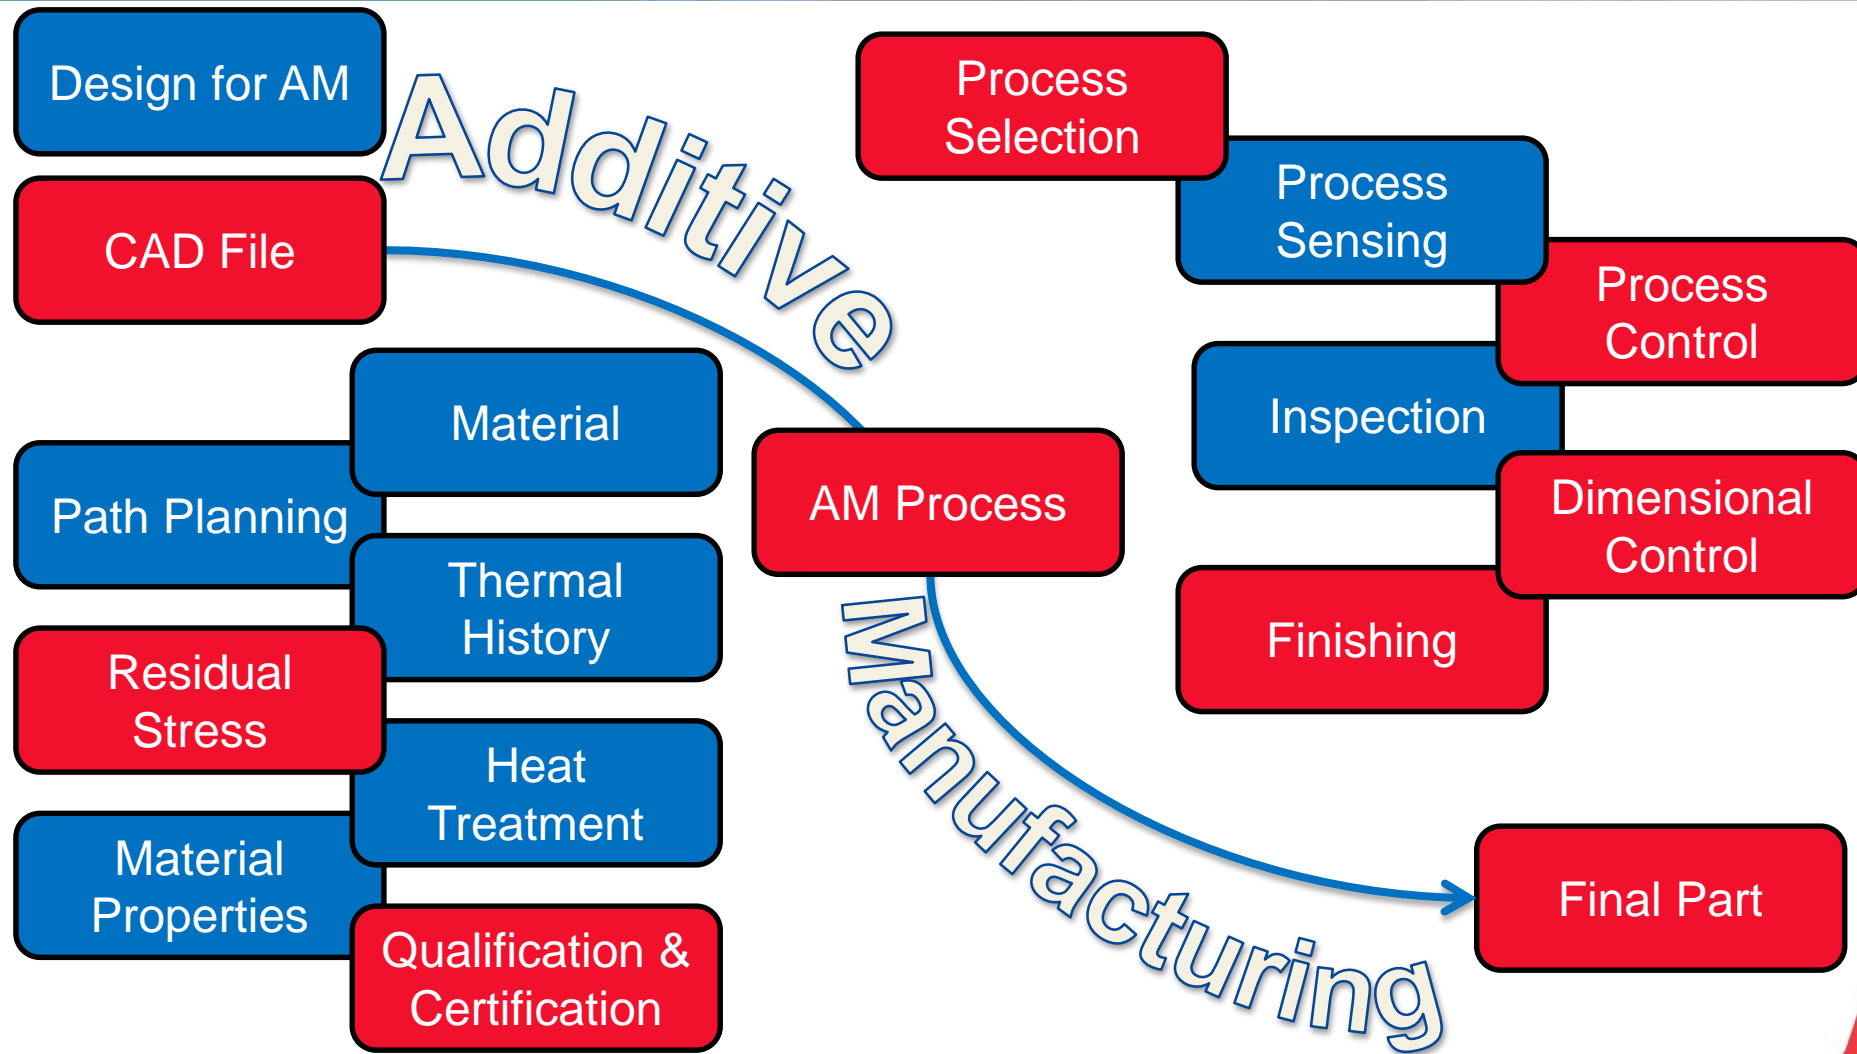 Design for AM
CAD File
Additive
Material
Path Planning
Thermal
History
Residual
Stress
Heat
Treatment
Material
Properties
Qualification &
Certification
AM Process
Manufacturing
Process
Selection
Process
Sensing
Process
Control
Inspection
Dimensional
Control
Finishing
Final Part